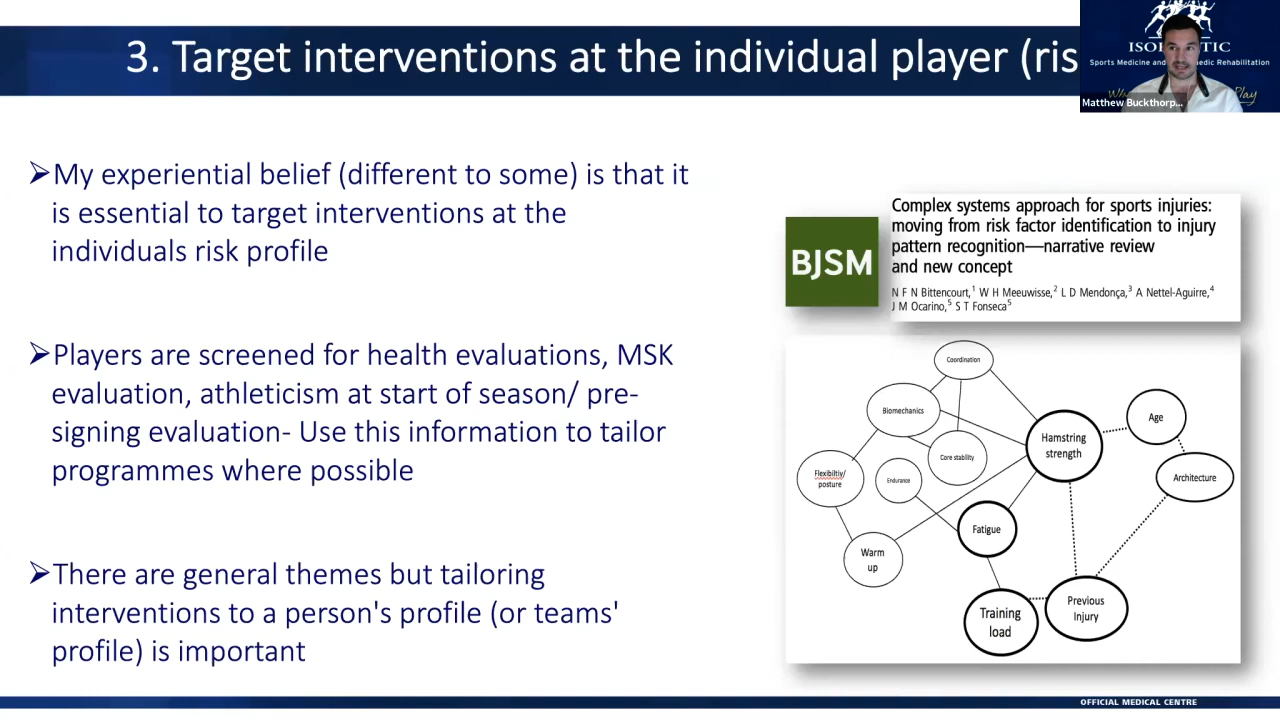 3. Target interventions at the individual player (ris
ISOK TIC
Sports Medicine and aedic Rehabilitation
Play
Matthew Buckthorp...
➢My experiential belief (different to some) is that it
is essential to target interventions at the
individuals risk profile
➢Players are screened for health evaluations, MSK
evaluation, athleticism at start of season/ pre-
signing evaluation- Use this information to tailor
programmes where possible
➢There are general themes but tailoring
interventions to a person's profile (or teams'
profile) is important
BJSM
Complex systems approach for sports injuries:
moving from risk factor identification to injury
pattern recognition—narrative review
and new concept
N F N Bittencourt,¹ W H Meeuwisse,² L D Mendonça,³ A Nettel-Aguirre,⁴
J M Ocarino,⁵ S T Fonseca⁵
Coordination
Biomechanics
Age
Hamstring
strength
Core stability
Flexibiltiy/
posture
Endurance
Architecture
Fatigue
Warm
up
Training
load
Previous
Injury
OFFICIAL MEDICAL CENTRE